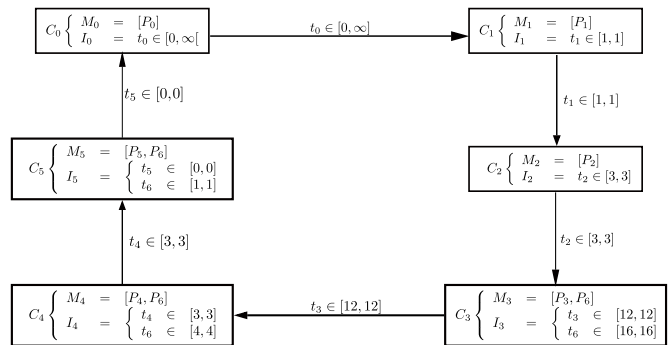 C₀ { M₀ = [P₀]
I₀ = t₀ ∈ [0, ∞[
t₀ ∈ [0, ∞]
C₁ { M₁ = [P₁]
I₁ = t₁ ∈ [1, 1]
t₅ ∈ [0, 0]
t₁ ∈ [1, 1]
C₅ { M₅ = [P₅, P₆]
I₅ = { t₅ ∈ [0, 0]
t₆ ∈ [1, 1]
C₂ { M₂ = [P₂]
I₂ = t₂ ∈ [3, 3]
t₄ ∈ [3, 3]
t₂ ∈ [3, 3]
C₄ { M₄ = [P₄, P₆]
I₄ = { t₄ ∈ [3, 3]
t₆ ∈ [4, 4]
t₃ ∈ [12, 12]
C₃ { M₃ = [P₃, P₆]
I₃ = { t₃ ∈ [12, 12]
t₆ ∈ [16, 16]